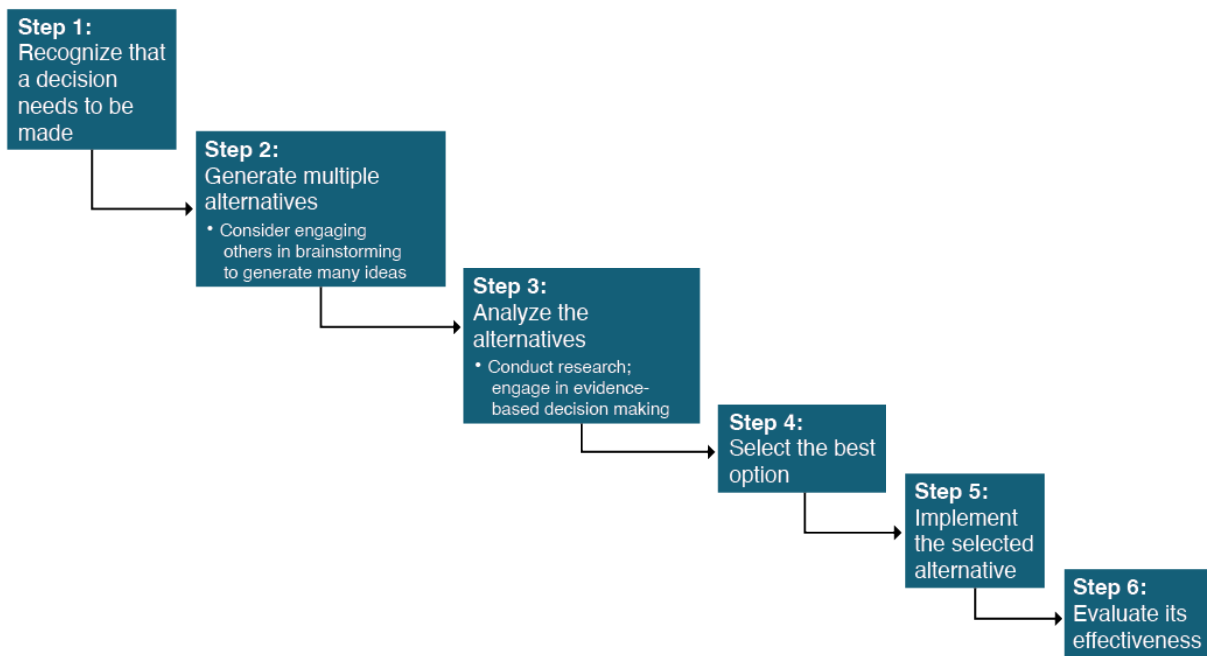 Step 1:
Recognize that
a decision
needs to be
made
Step 2:
Generate multiple
alternatives
• Consider engaging
others in brainstorming
to generate many ideas
Step 3:
Analyze the
alternatives
• Conduct research;
engage in evidence-
based decision making
Step 4:
Select the best
option
Step 5:
Implement
the selected
alternative
Step 6:
Evaluate its
effectiveness